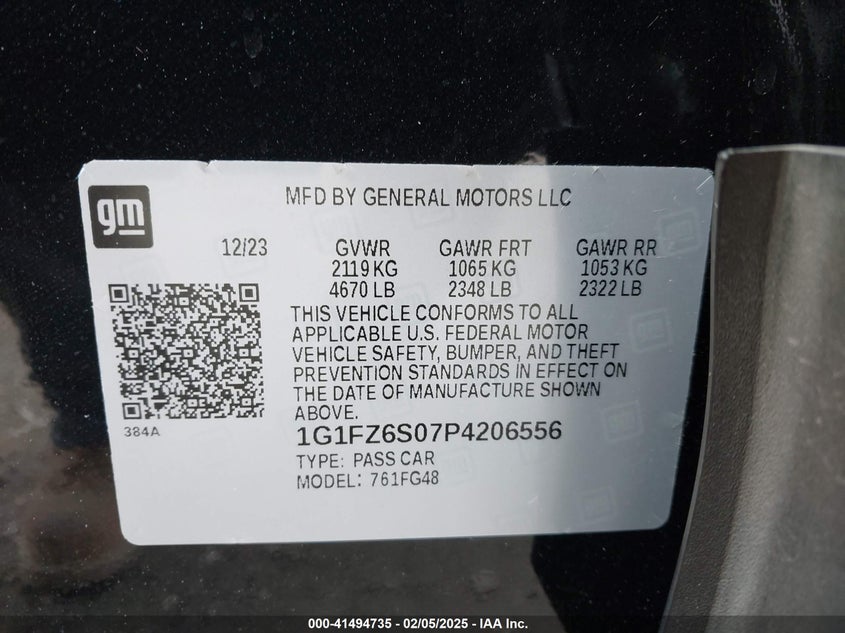 gm
MFD BY GENERAL MOTORS LLC
12/23 GVWR GAWR FRT GAWR RR
2119 KG 1065 KG 1053 KG
4670 LB 2348 LB 2322 LB
THIS VEHICLE CONFORMS TO ALL
APPLICABLE U.S. FEDERAL MOTOR
VEHICLE SAFETY, BUMPER, AND THEFT
PREVENTION STANDARDS IN EFFECT ON
THE DATE OF MANUFACTURE SHOWN
ABOVE.
384A
1G1FZ6S07P4206556
TYPE: PASS CAR
MODEL: 761FG48
000-41494735 - 02/05/2025 - IAA Inc.